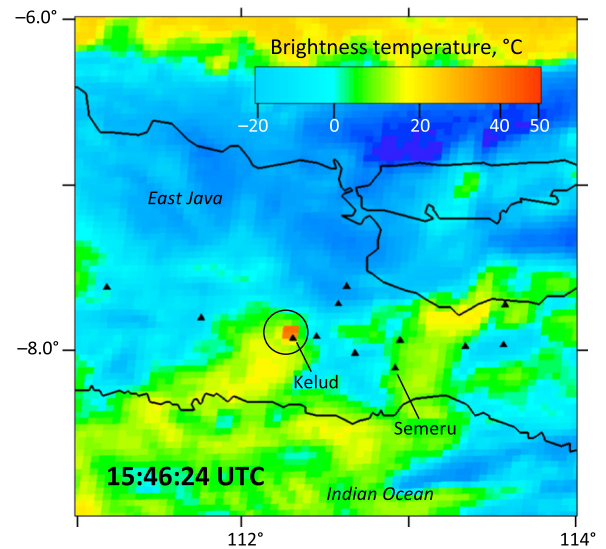 −6.0°
Brightness temperature, °C
−20 0 20 40 50
East Java
−8.0°
Kelud
Semeru
15:46:24 UTC
Indian Ocean
112° 114°